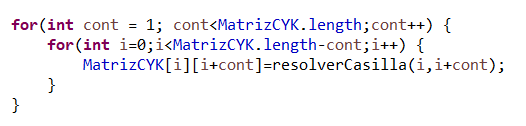 for(int cont = 1; cont<MatrizCYK.length;cont++) {
    for(int i=0;i<MatrizCYK.length-cont;i++) {
        MatrizCYK[i][i+cont]=resolverCasilla(i,i+cont);
    }
}